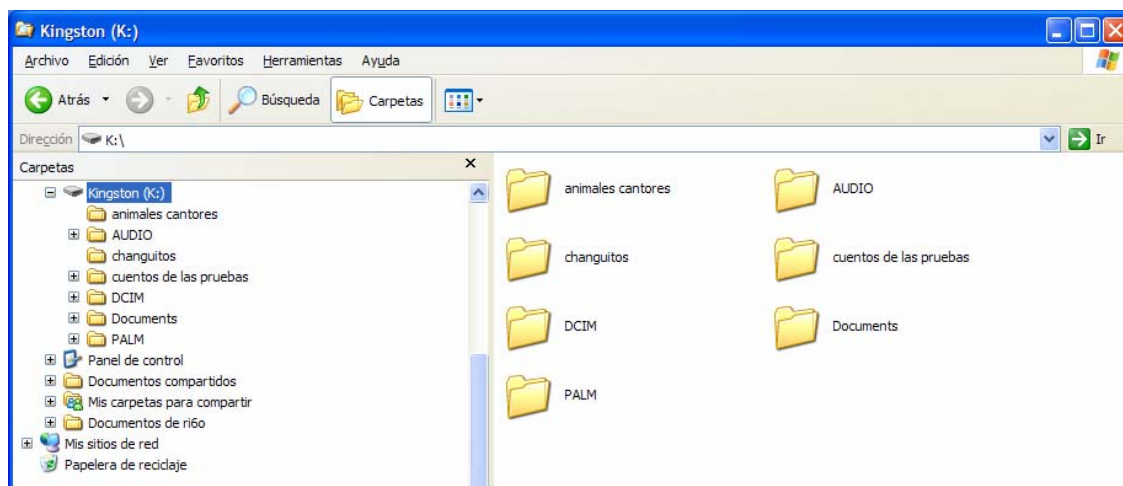 Kingston (K:)
Archivo Edición Ver Favoritos Herramientas Ayuda
Atrás Búsqueda Carpetas
Dirección K:\ Ir
Carpetas
Kingston (K:)
animales cantores
AUDIO
changuitos
cuentos de las pruebas
DCIM
Documents
PALM
Panel de control
Documentos compartidos
Mis carpetas para compartir
Documentos de ri6o
Mis sitios de red
Papelera de reciclaje
animales cantores AUDIO
changuitos cuentos de las pruebas
DCIM Documents
PALM